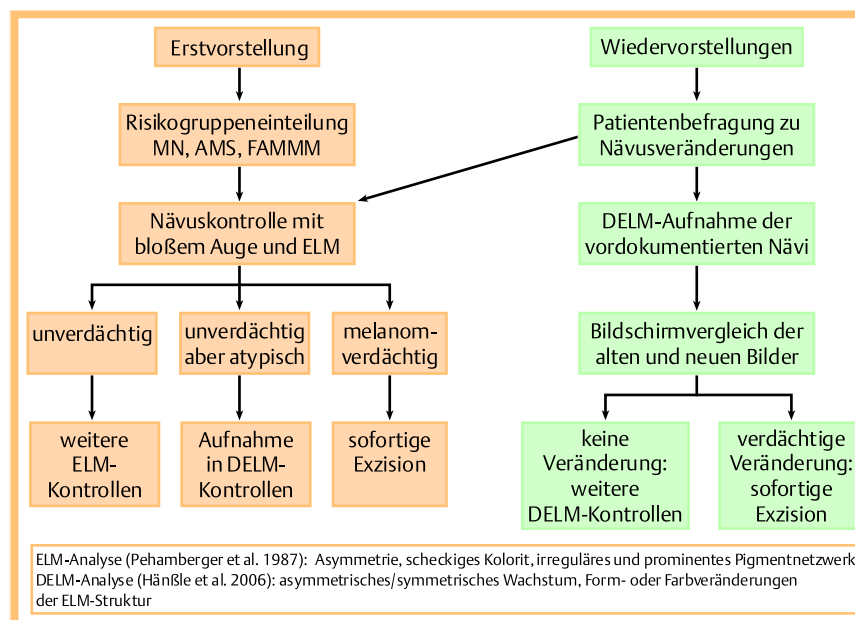 Erstvorstellung
Risikogruppeneinteilung
MN, AMS, FAMMM
Nävuskontrolle mit
bloßem Auge und ELM
unverdächtig
unverdächtig
aber atypisch
melanom-
verdächtig
weitere
ELM-
Kontrollen
Aufnahme
in DELM-
Kontrollen
sofortige
Exzision
Wiedervorstellungen
Patientenbefragung zu
Nävusveränderungen
DELM-Aufnahme der
vordokumentierten Nävi
Bildschirmvergleich der
alten und neuen Bilder
keine
Veränderung:
weitere
DELM-Kontrollen
verdächtige
Veränderung:
sofortige
Exzision
ELM-Analyse (Pehamberger et al. 1987): Asymmetrie, scheckiges Kolorit, irreguläres und prominentes Pigmentnetzwerk
DELM-Analyse (Hänßle et al. 2006): asymmetrisches/symmetrisches Wachstum, Form- oder Farbveränderungen
der ELM-Struktur